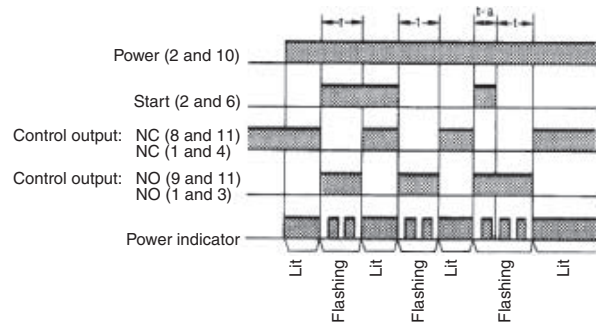 t
t
t-a
t
Power (2 and 10)
Start (2 and 6)
Control output: NC (8 and 11)
NC (1 and 4)
Control output: NO (9 and 11)
NO (1 and 3)
Power indicator
Lit
Flashing
Lit
Flashing
Lit
Flashing
Lit